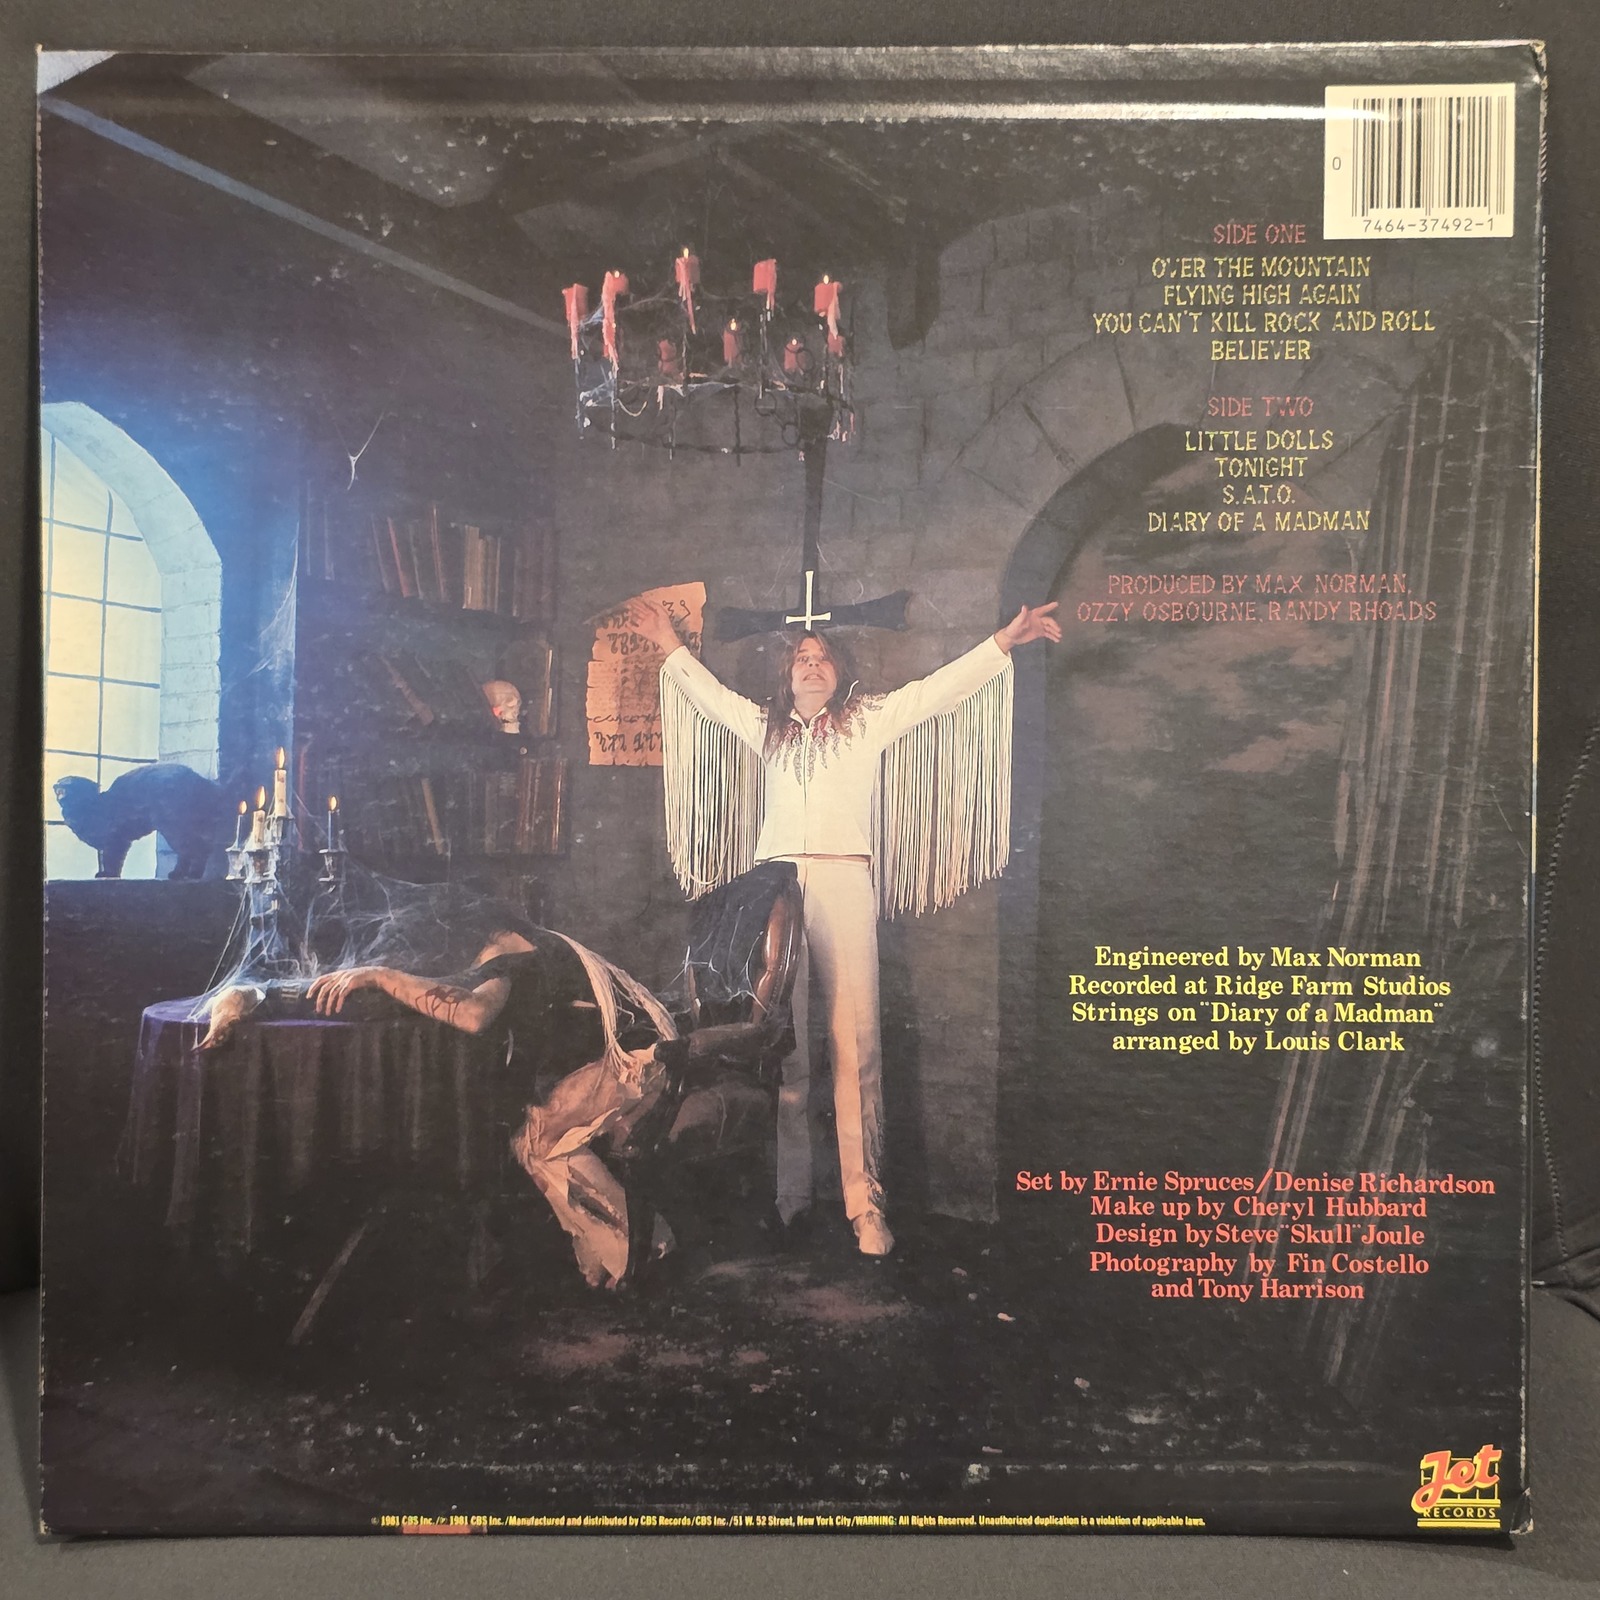 0
7464-37492-1
SIDE ONE
OVER THE MOUNTAIN
FLYING HIGH AGAIN
YOU CAN'T KILL ROCK AND ROLL
BELIEVER
SIDE TWO
LITTLE DOLLS
TONIGHT
S.A.T.O.
DIARY OF A MADMAN
PRODUCED BY MAX NORMAN,
OZZY OSBOURNE, RANDY RHOADS
Engineered by Max Norman
Recorded at Ridge Farm Studios
Strings on "Diary of a Madman"
arranged by Louis Clark
Set by Ernie Spruces/Denise Richardson
Make up by Cheryl Hubbard
Design by Steve "Skull" Joule
Photography by Fin Costello
and Tony Harrison
Jet
RECORDS
© 1981 CBS Inc./℗ 1981 CBS Inc./Manufactured and distributed by CBS Records/CBS Inc./51 W. 52 Street, New York City/WARNING: All Rights Reserved. Unauthorized duplication is a violation of applicable laws.